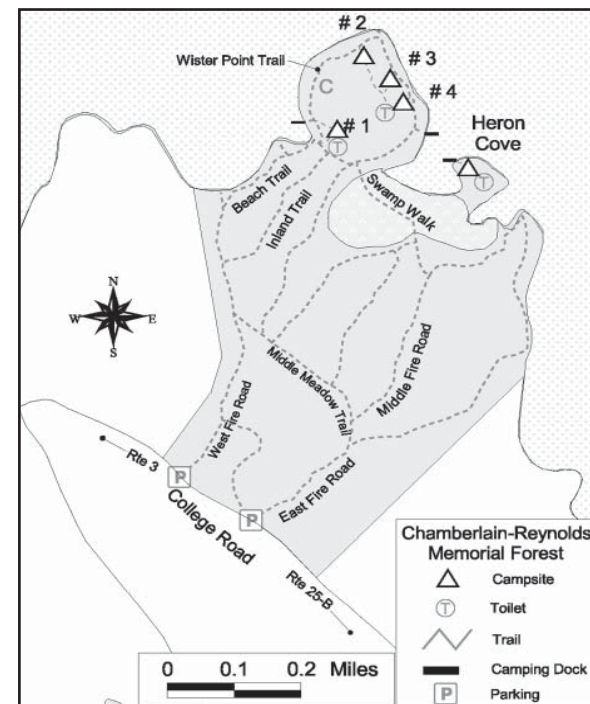 # 2
Wister Point Trail
# 3
C
# 4
# 1
T
T
Heron
Cove
T
Beach Trail
Inland Trail
Swamp Walk
N
W E
S
Middle Meadow Trail
Middle Fire Road
West Fire Road
Rte 3
P
College Road
P
East Fire Road
Rte 25-B
Chamberlain-Reynolds
Memorial Forest
Campsite
T Toilet
Trail
Camping Dock
P Parking
0 0.1 0.2 Miles